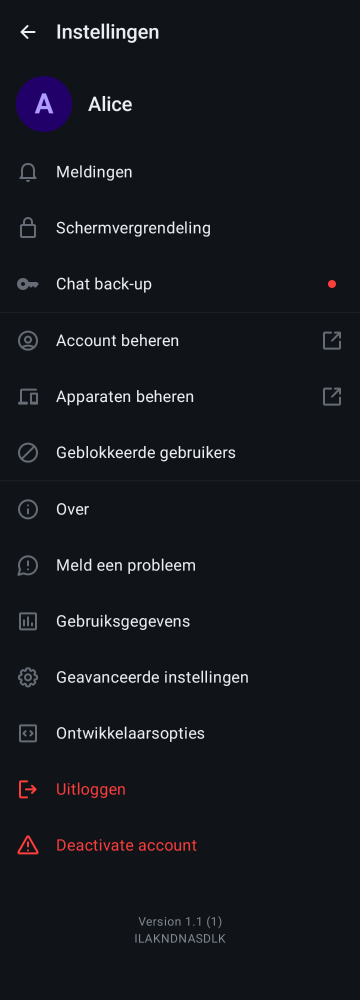 Instellingen
A
Alice
Meldingen
Schermvergrendeling
Chat back-up
Account beheren
Apparaten beheren
Geblokkeerde gebruikers
Over
Meld een probleem
Gebruiksgegevens
Geavanceerde instellingen
Ontwikkelaarsopties
Uitloggen
Deactivate account
Version 1.1 (1)
ILAKNDNASDLK